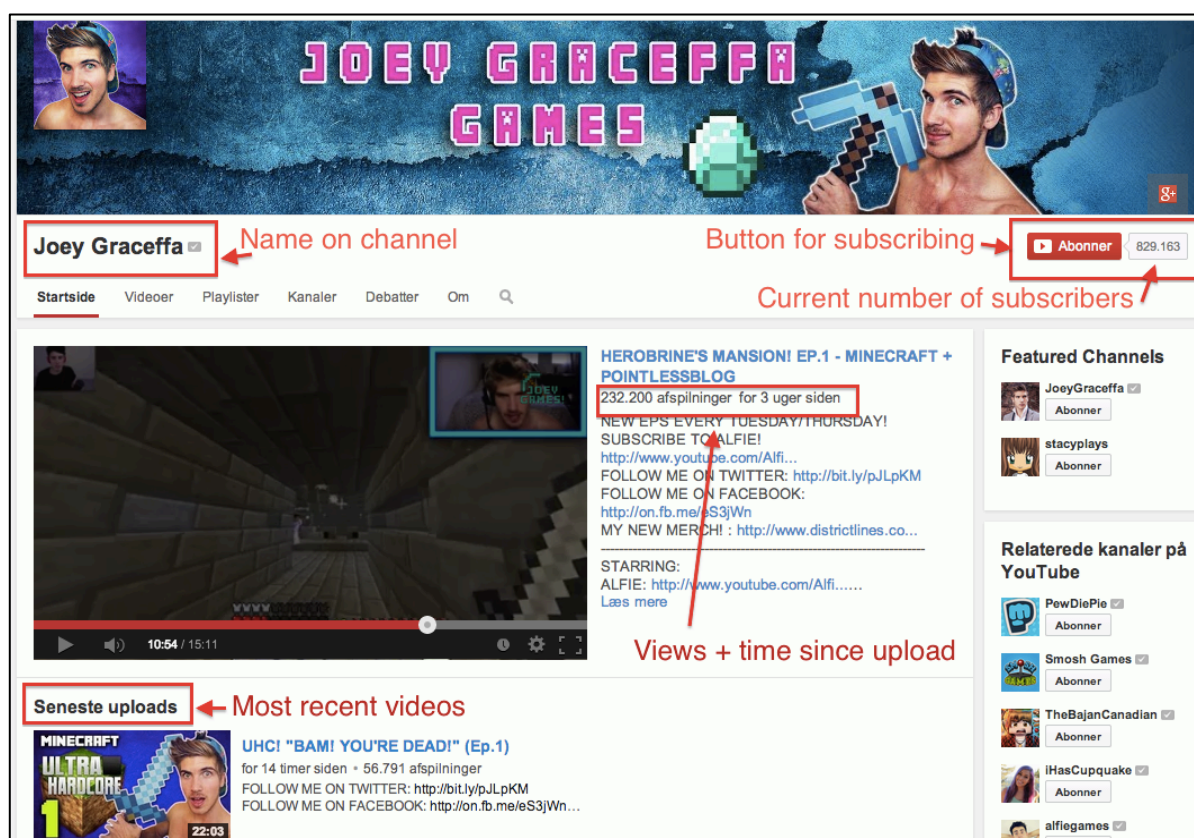 JOEY GRACEFFA
GAMES
g+
Joey Graceffa
Name on channel
Button for subscribing
Abonner
829.163
Startside Videoer Playlister Kanaler Debatter Om
Current number of subscribers
JOEY
GAMES!
10:54 / 15:11
HEROBRINE'S MANSION! EP.1 - MINECRAFT +
POINTLESSBLOG
232.200 afspilninger for 3 uger siden
NEW EPS EVERY TUESDAY/THURSDAY!
SUBSCRIBE TO ALFIE!
http://www.youtube.com/Alfi...
FOLLOW ME ON TWITTER: http://bit.ly/pJLpKM
FOLLOW ME ON FACEBOOK:
http://on.fb.me/eS3jWn
MY NEW MERCH! : http://www.districtlines.co...
STARRING:
ALFIE: http://www.youtube.com/Alfi......
Læs mere
Views + time since upload
Featured Channels
JoeyGraceffa
Abonner
stacyplays
Abonner
Relaterede kanaler på
YouTube
PewDiePie
Abonner
Smosh Games
Abonner
TheBajanCanadian
Abonner
iHasCupquake
Abonner
alfiegames
Seneste uploads
Most recent videos
MINECRAFT
ULTRA
HARDCORE
1
22:03
UHC! "BAM! YOU'RE DEAD!" (Ep.1)
for 14 timer siden • 56.791 afspilninger
FOLLOW ME ON TWITTER: http://bit.ly/pJLpKM
FOLLOW ME ON FACEBOOK: http://on.fb.me/eS3jWn...